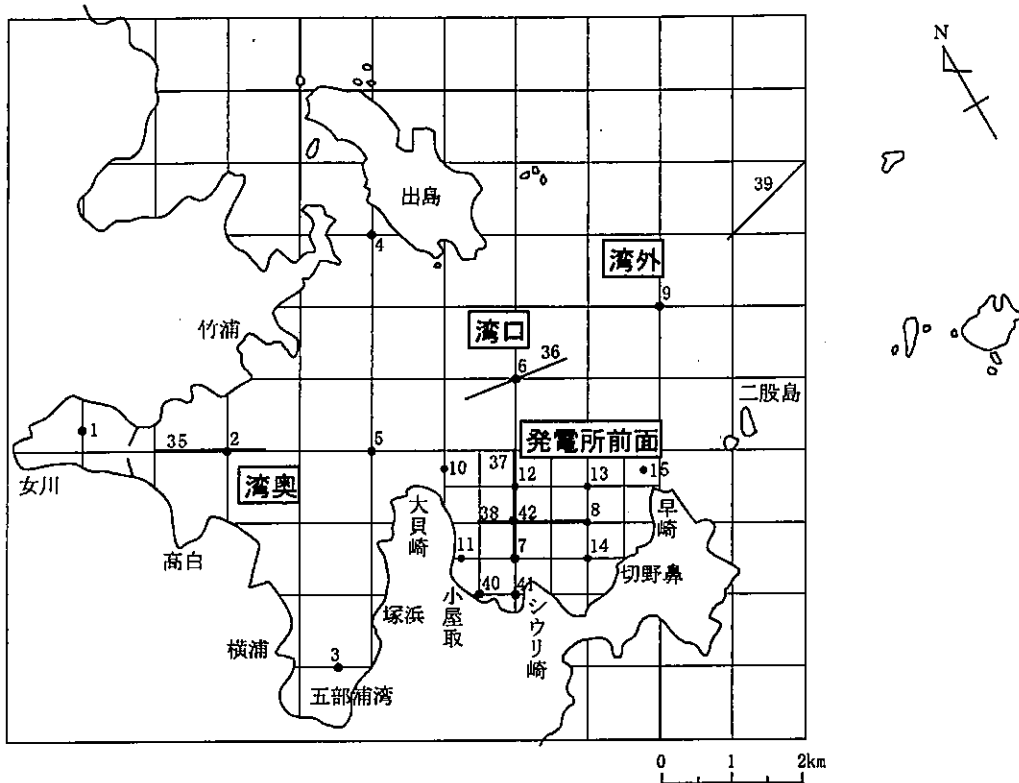 N
出島
39
4
湾外
9
竹浦
湾口
36
6
二股島
発電所前面
1
35
2
5
37
10
12
13
15
女川
湾奥
大貝崎
38
42
8
早崎
高白
11
7
14
切野鼻
40
41
小屋取
シウリ崎
塚浜
横浦
3
五部浦湾
0
1
2km